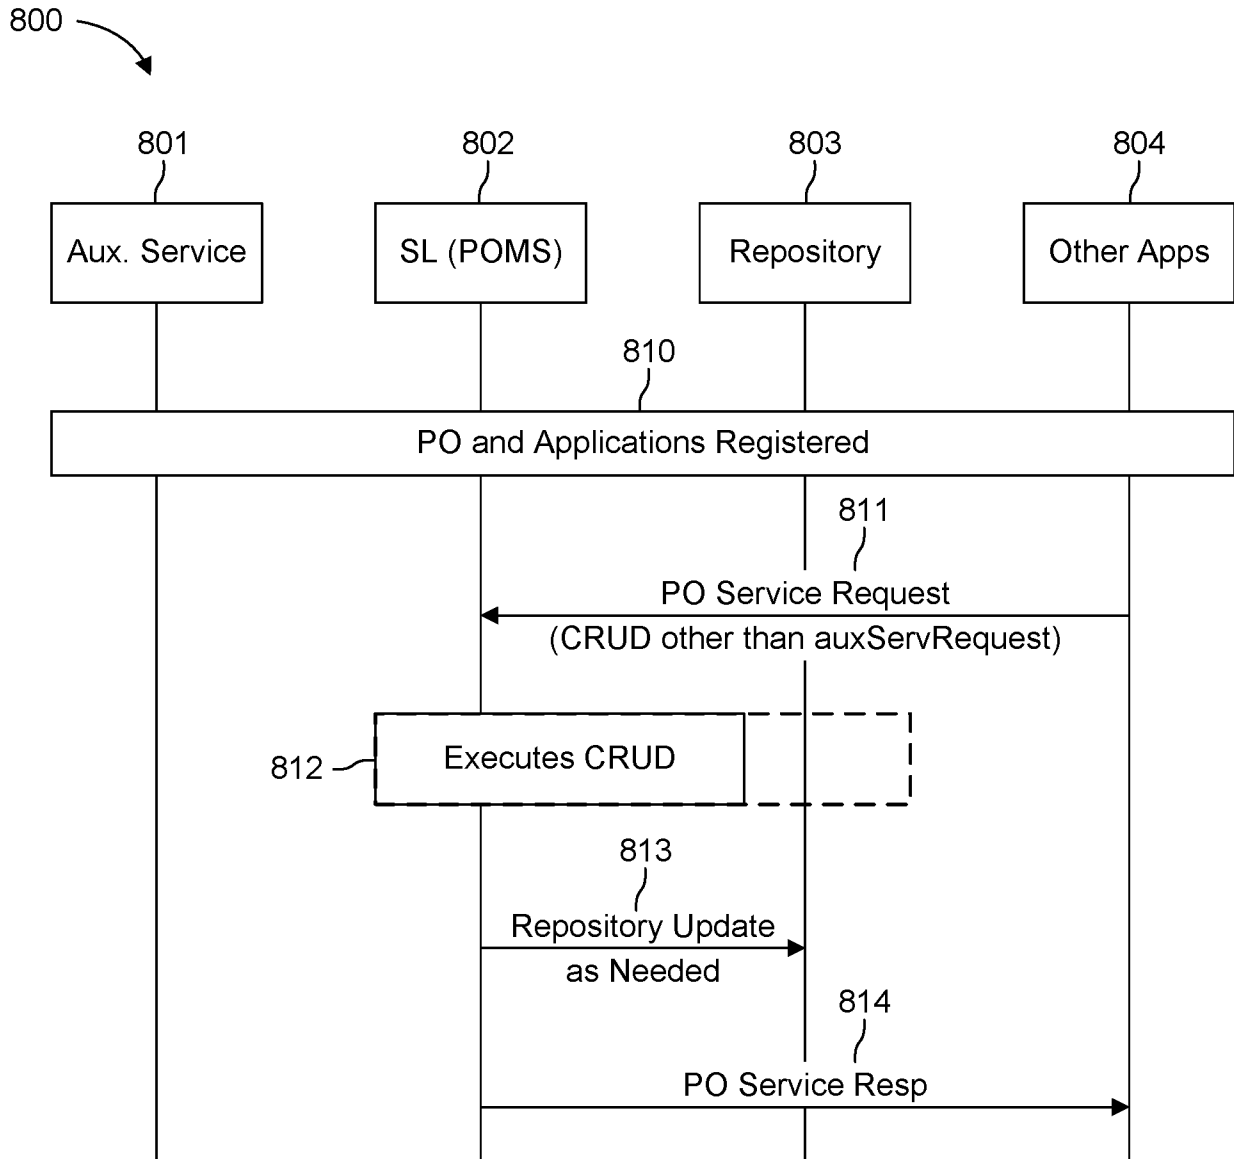 800
801
802
803
804
Aux. Service
SL (POMS)
Repository
Other Apps
810
PO and Applications Registered
811
PO Service Request
(CRUD other than auxServRequest)
812
Executes CRUD
813
Repository Update
as Needed
814
PO Service Resp